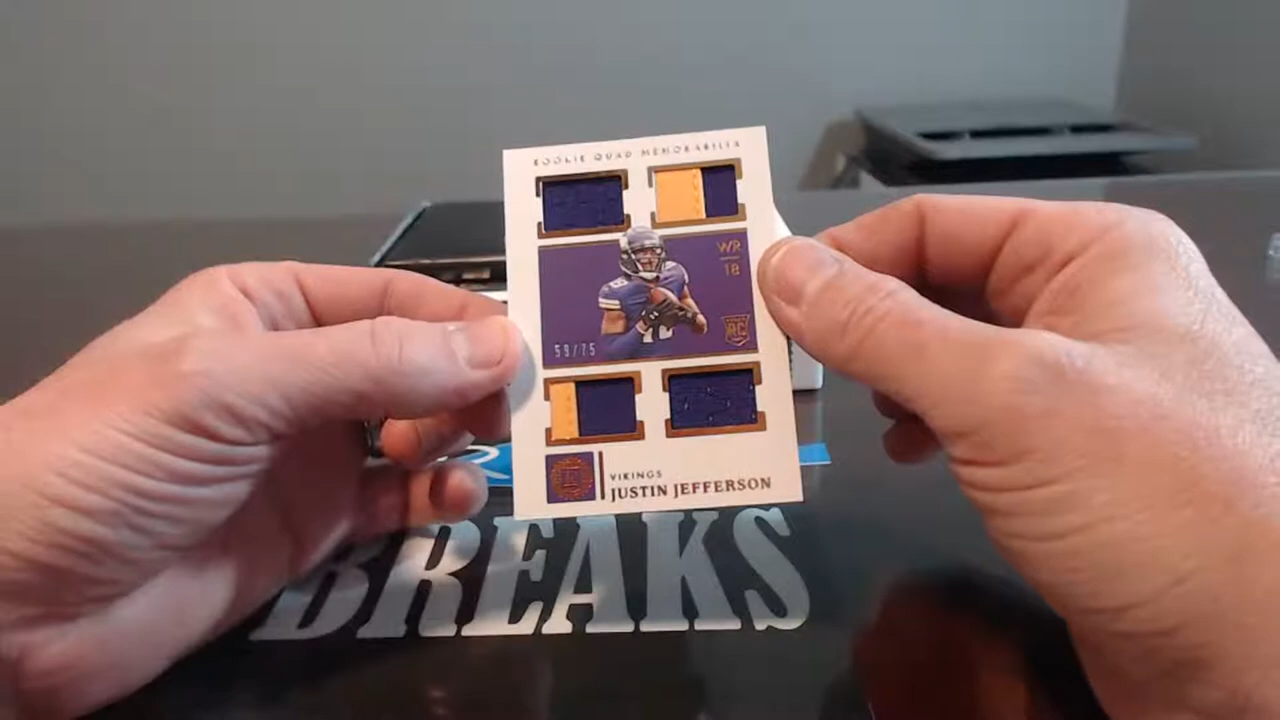 ROOKIE QUAD MEMORABILIA
WR
18
RC
59/75
VIKINGS
JUSTIN JEFFERSON
BREAKS